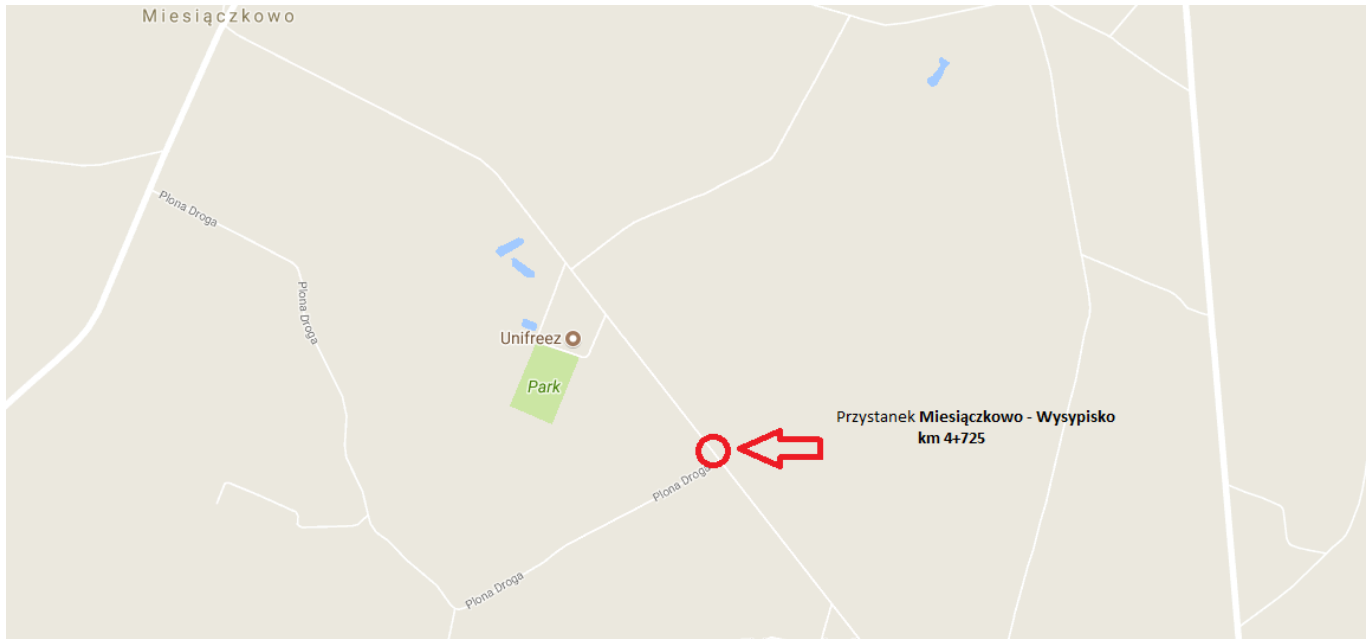 Miesiączkowo
Plona Droga
Plona Droga
Unifreez
Park
Przystanek Miesiączkowo - Wysypisko
km 4+725
Plona Droga
Plona Droga